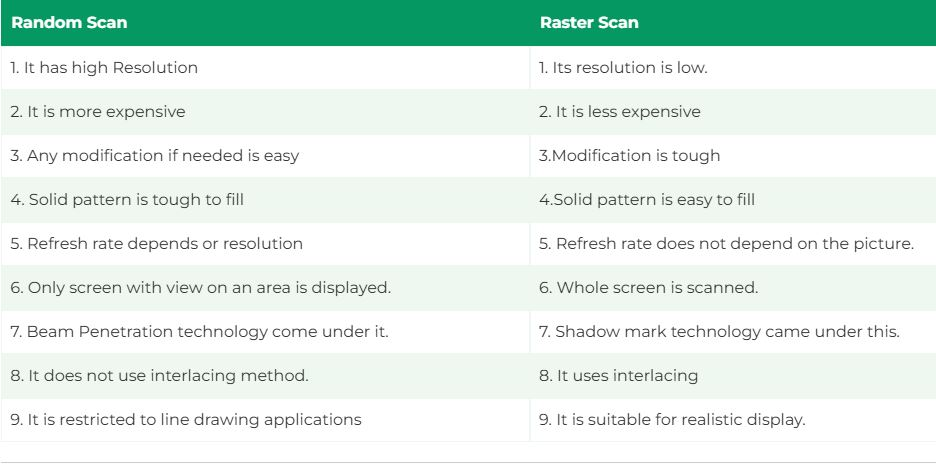 Random Scan Raster Scan
1. It has high Resolution 1. Its resolution is low.
2. It is more expensive 2. It is less expensive
3. Any modification if needed is easy 3.Modification is tough
4. Solid pattern is tough to fill 4.Solid pattern is easy to fill
5. Refresh rate depends or resolution 5. Refresh rate does not depend on the picture.
6. Only screen with view on an area is displayed. 6. Whole screen is scanned.
7. Beam Penetration technology come under it. 7. Shadow mark technology came under this.
8. It does not use interlacing method. 8. It uses interlacing
9. It is restricted to line drawing applications 9. It is suitable for realistic display.